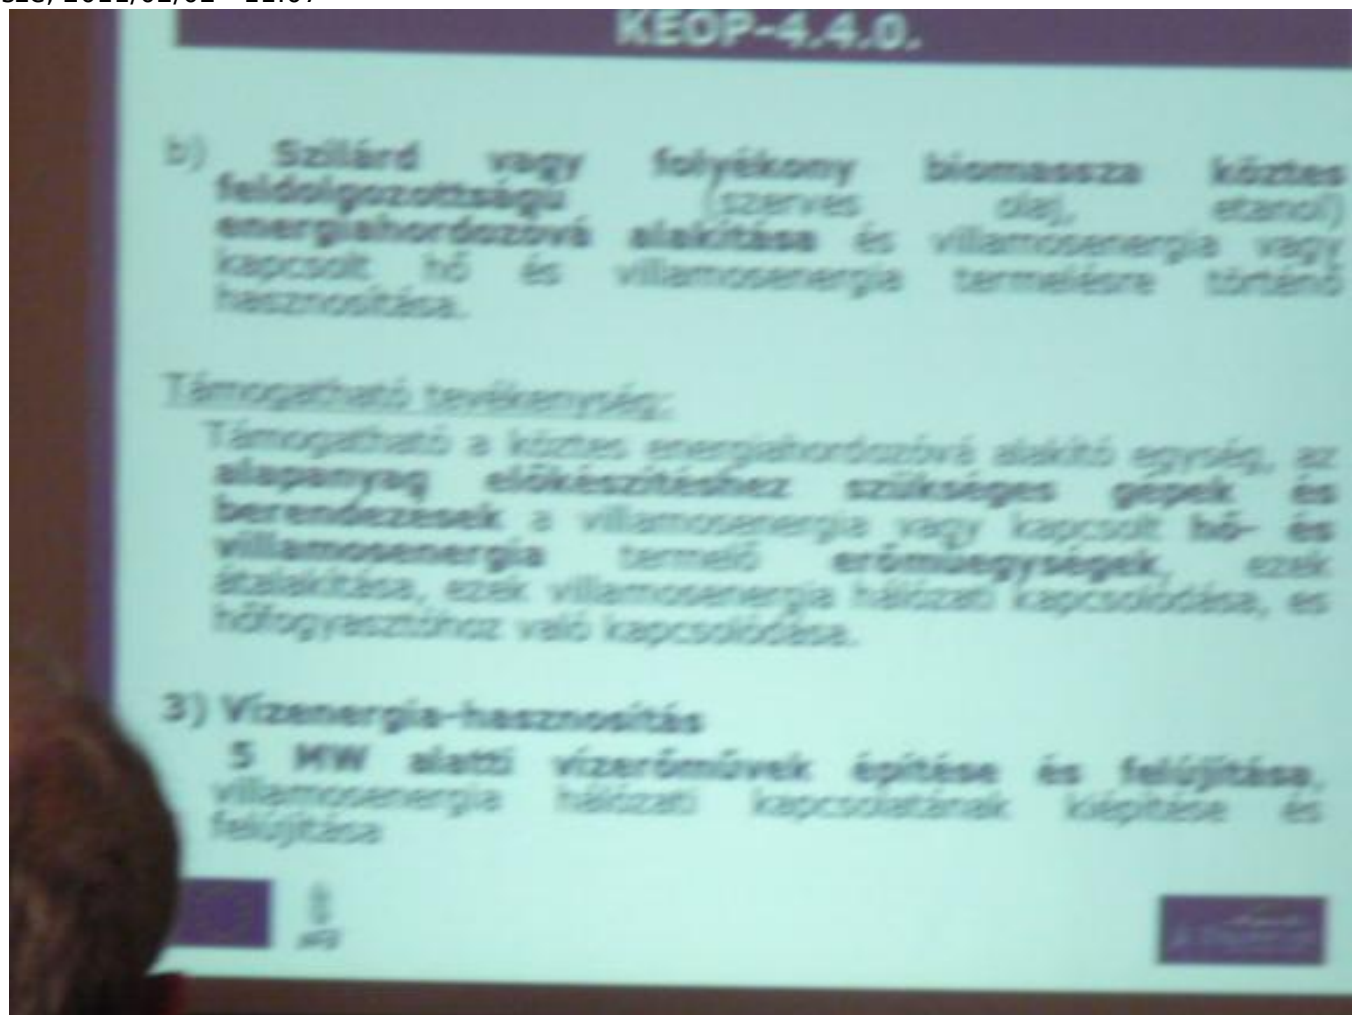 KEOP-4.4.0.
b) Szilárd vagy folyékony biomassza köztes
feldolgozottságú (szerves olaj, etanol)
energiahordozóvá alakítása és villamosenergia vagy
kapcsolt hő és villamosenergia termelésre történő
hasznosítása.
Támogatható tevékenység:
Támogatható a köztes energiahordozóvá alakító egység, az
alapanyag előkészítéshez szükséges gépek és
berendezések a villamosenergia vagy kapcsolt hő- és
villamosenergia termelő erőműegységek, ezek
átalakítása, ezek villamosenergia hálózati kapcsolódása, és
hőfogyasztóhoz való kapcsolódása.
3) Vízenergia-hasznosítás
5 MW alatti vízerőművek építése és felújítása,
villamosenergia hálózati kapcsolatának kiépítése és
felújítása